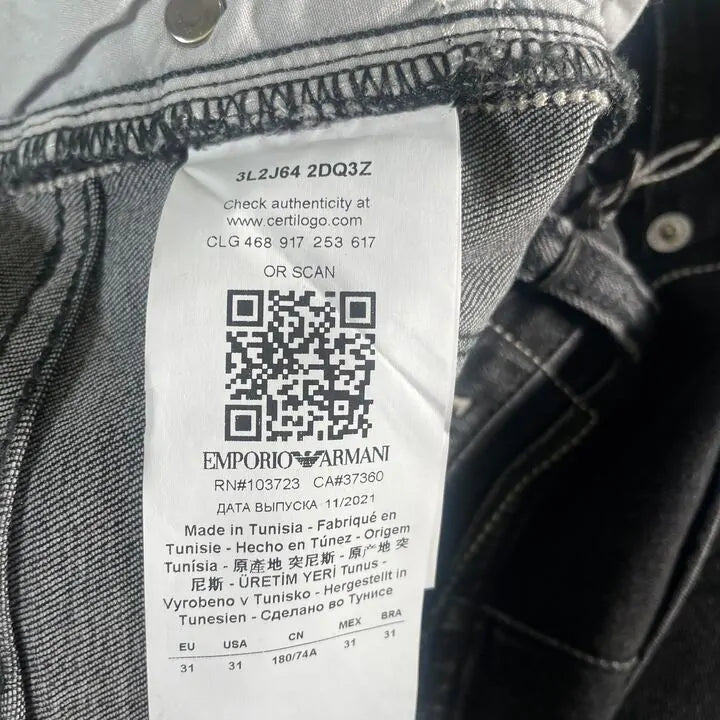 3L2J64 2DQ3Z
Check authenticity at
www.certilogo.com
CLG 468 917 253 617
OR SCAN
EMPORIO ARMANI
RN#103723 CA#37360
ДАТА ВЫПУСКА 11/2021
Made in Tunisia - Fabriqué en
Tunisie - Hecho en Túnez - Origem
Tunísia - 原產地 突尼斯 - 原产地 突
尼斯 - ÜRETİM YERİ Tunus -
Vyrobeno v Tunisko - Hergestellt in
Tunesien - Сделано во Тунисе
EU USA CN MEX BRA
31 31 180/74A 31 31